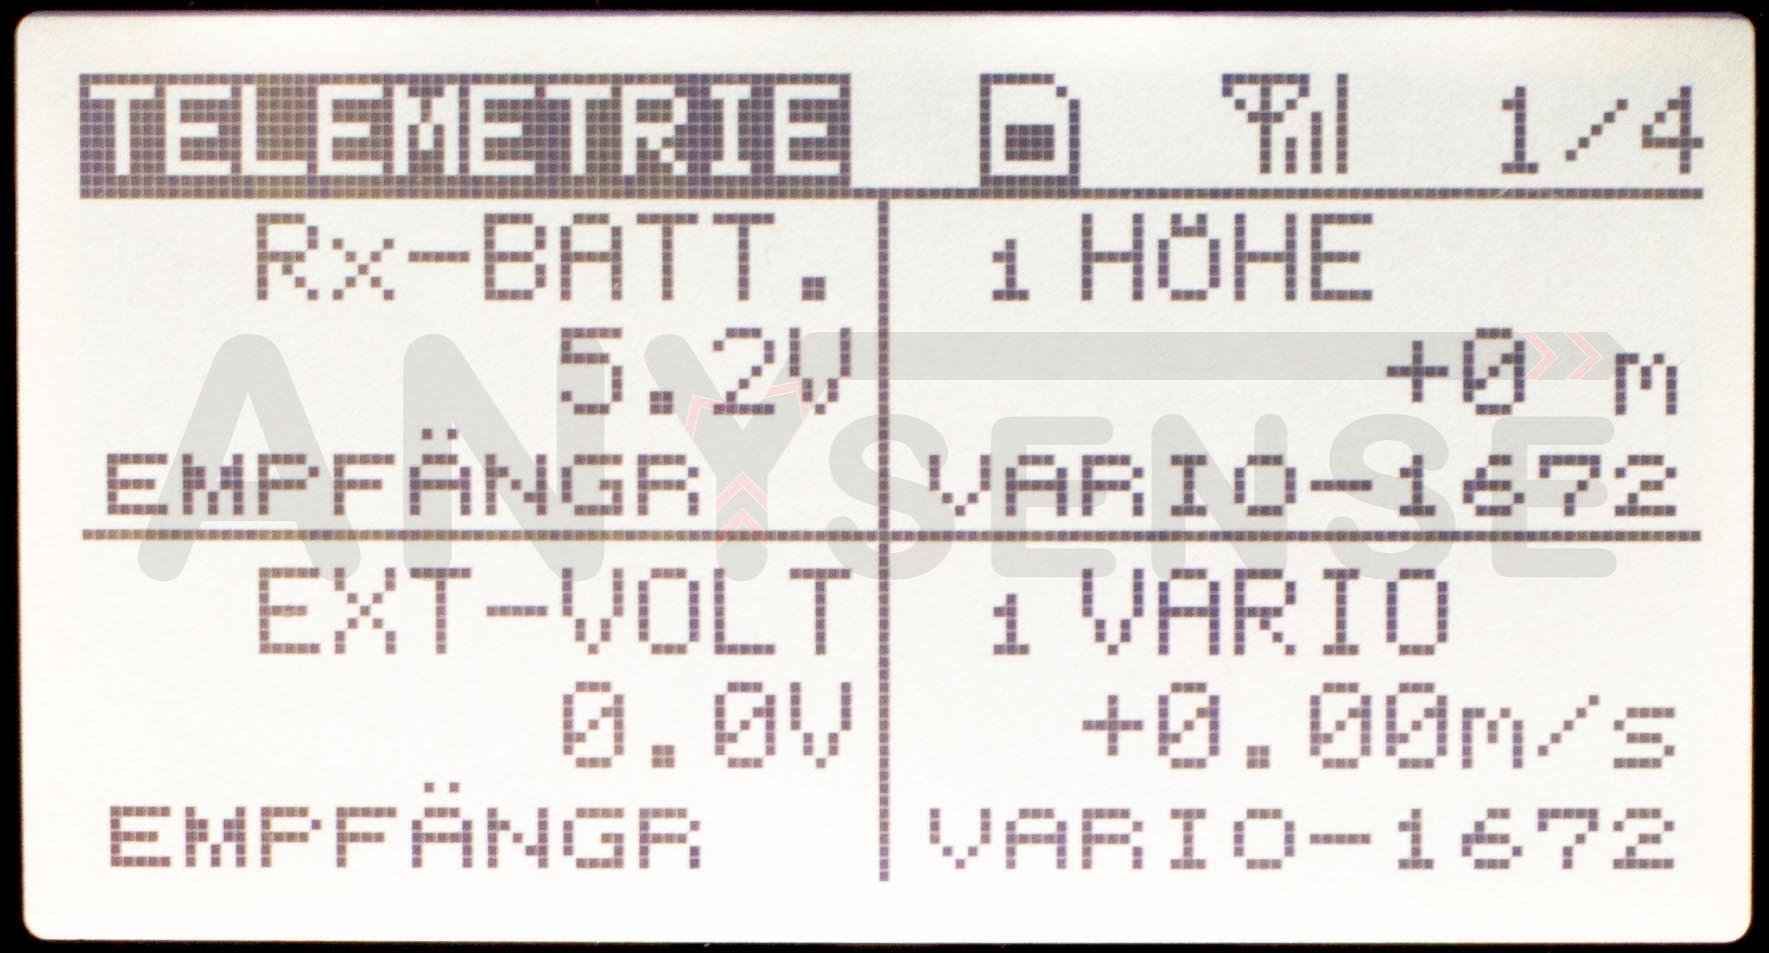 TELEMETRIE 1/4
Rx-BATT.
5.2V
EMPFÄNGR
1 HÖHE
+0 m
VARIO-1672
EXT-VOLT
0.0V
EMPFÄNGR
1 VARIO
+0.00m/s
VARIO-1672
ANYSENSE